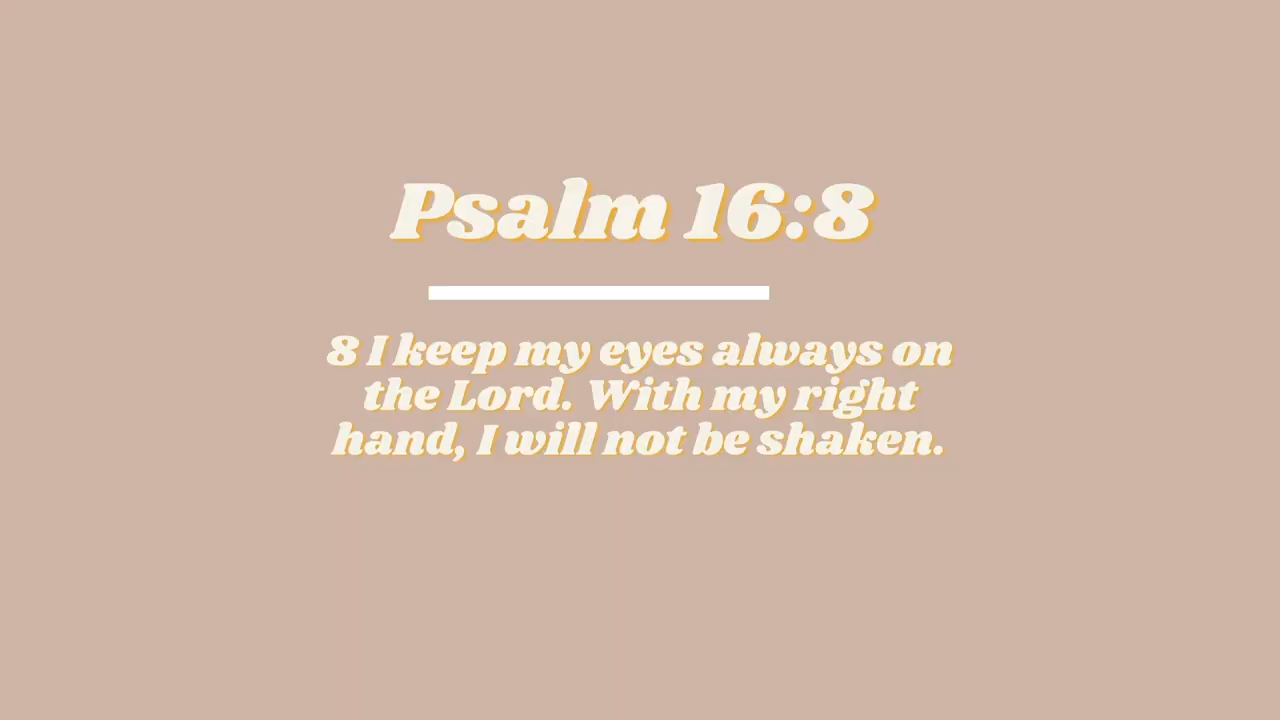 Psalm 16:8
8 I keep my eyes always on
the Lord. With my right
hand, I will not be shaken.